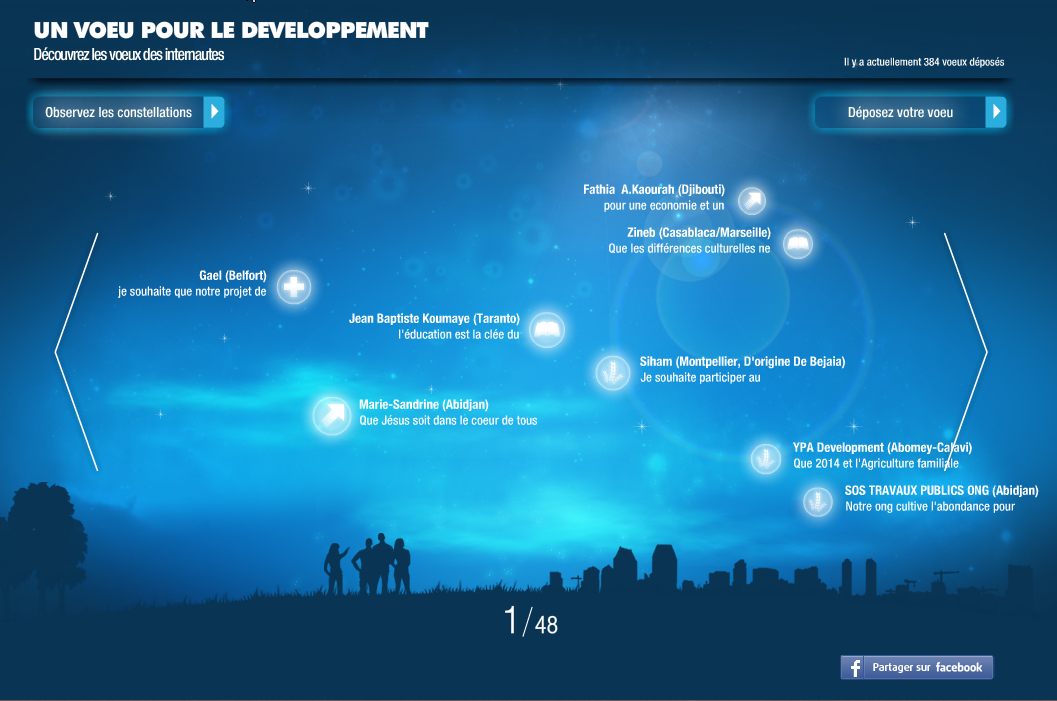 UN VOEU POUR LE DEVELOPPEMENT
Découvrez les voeux des internautes
Il y a actuellement 384 voeux déposés
Observez les constellations
Déposez votre voeu
Fathia A.Kaourah (Djibouti)
pour une economie et un
Zineb (Casablaca/Marseille)
Que les différences culturelles ne
Gael (Belfort)
je souhaite que notre projet de
Jean Baptiste Koumaye (Taranto)
l'éducation est la clée du
Siham (Montpellier, D'origine De Bejaia)
Je souhaite participer au
Marie-Sandrine (Abidjan)
Que Jésus soit dans le coeur de tous
YPA Development (Abomey-Calavi)
Que 2014 et l'Agriculture familiale
SOS TRAVAUX PUBLICS ONG (Abidjan)
Notre ong cultive l'abondance pour
1/48
Partager sur facebook